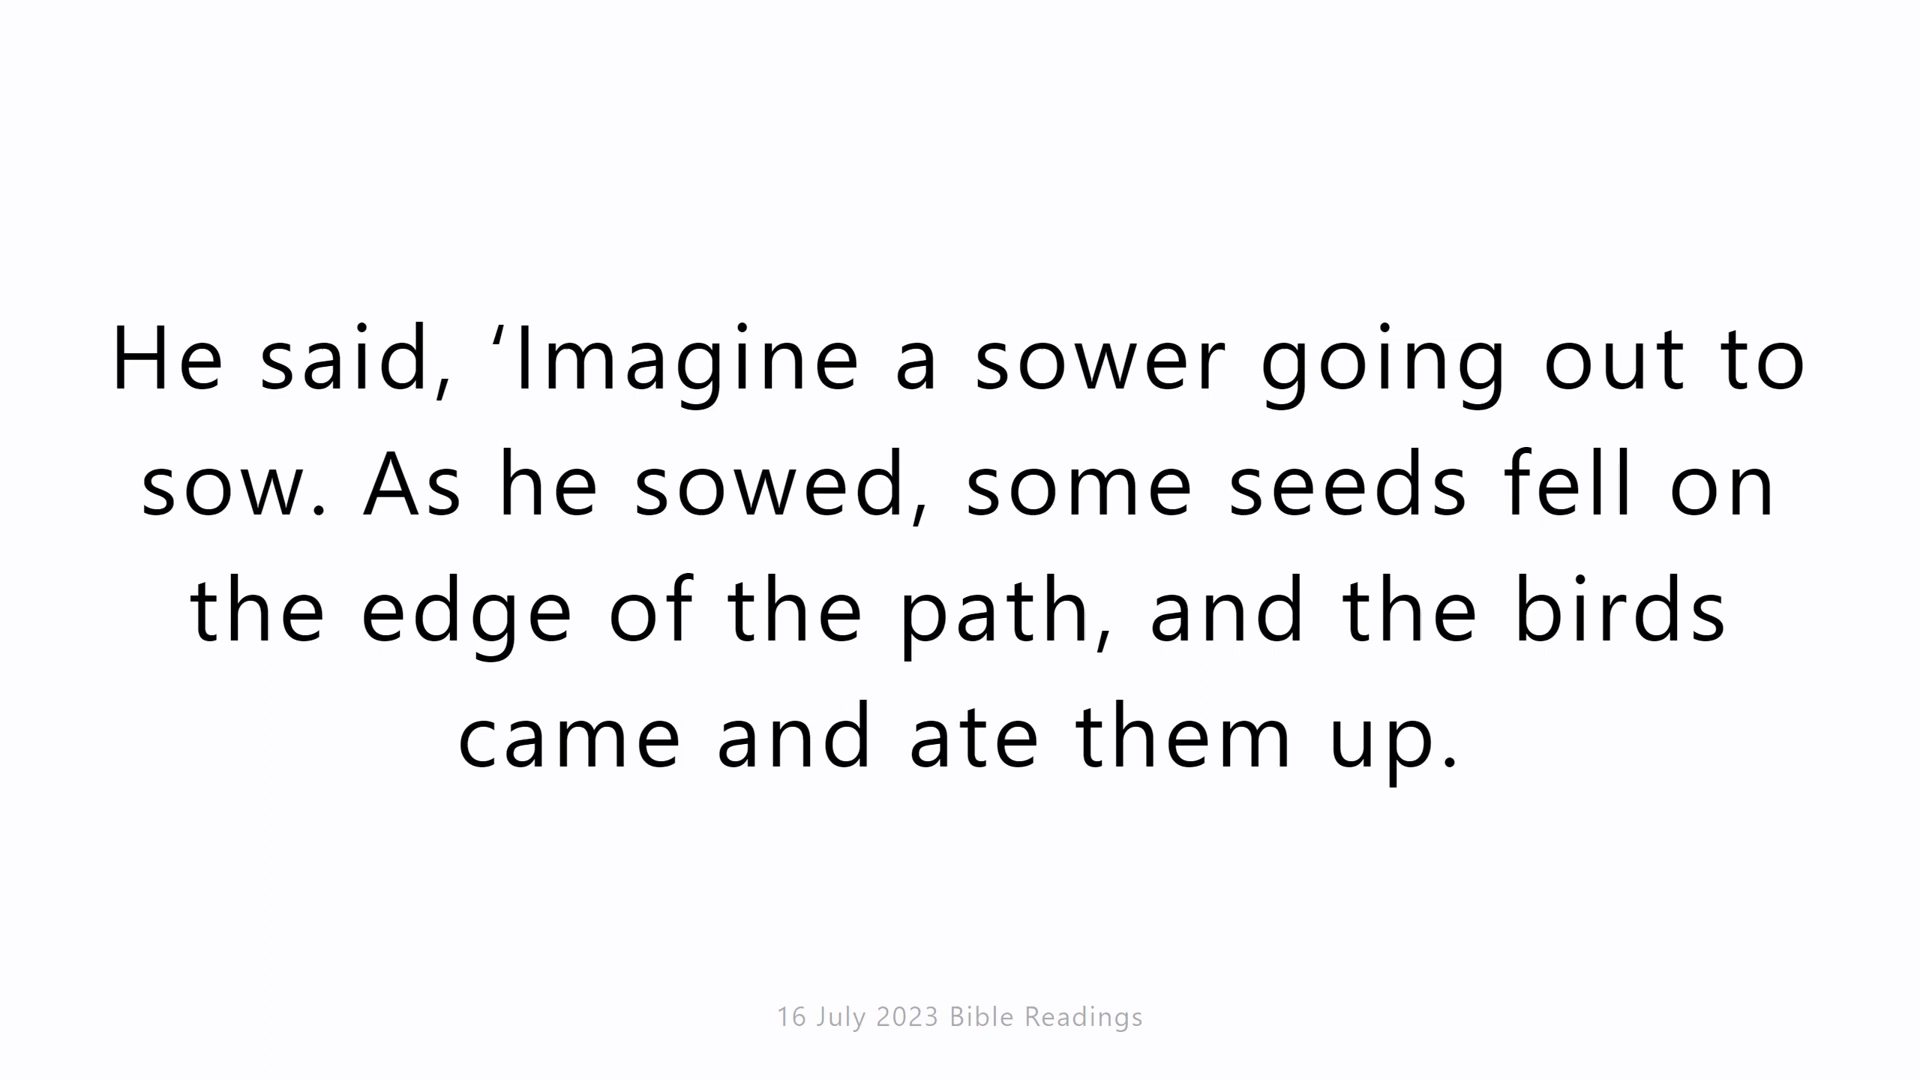 He said, ‘Imagine a sower going out to
sow. As he sowed, some seeds fell on
the edge of the path, and the birds
came and ate them up.
16 July 2023 Bible Readings